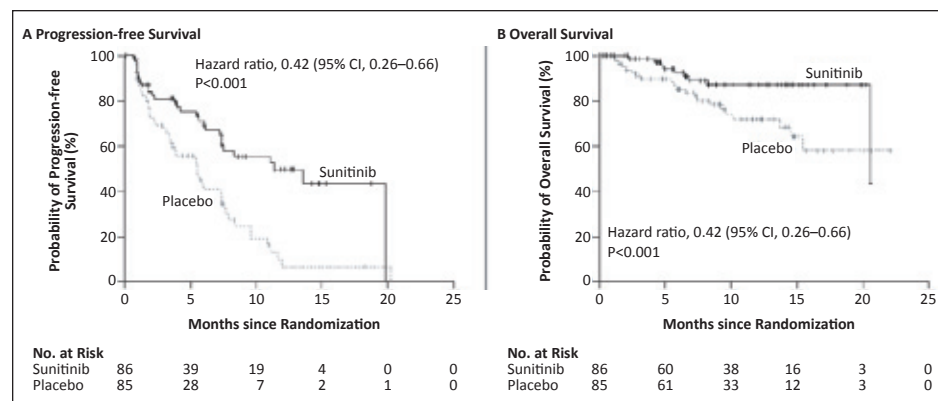 A Progression-free Survival
Hazard ratio, 0.42 (95% CI, 0.26–0.66)
P<0.001
Sunitinib
Placebo
Probability of Progression-free
Survival (%)
100
80
60
40
20
0
0 5 10 15 20 25
Months since Randomization
No. at Risk
Sunitinib 86 39 19 4 0 0
Placebo 85 28 7 2 1 0
B Overall Survival
Sunitinib
Placebo
Hazard ratio, 0.42 (95% CI, 0.26–0.66)
P<0.001
Probability of Overall Survival (%)
100
80
60
40
20
0
0 5 10 15 20 25
Months since Randomization
No. at Risk
Sunitinib 86 60 38 16 3 0
Placebo 85 61 33 12 3 0